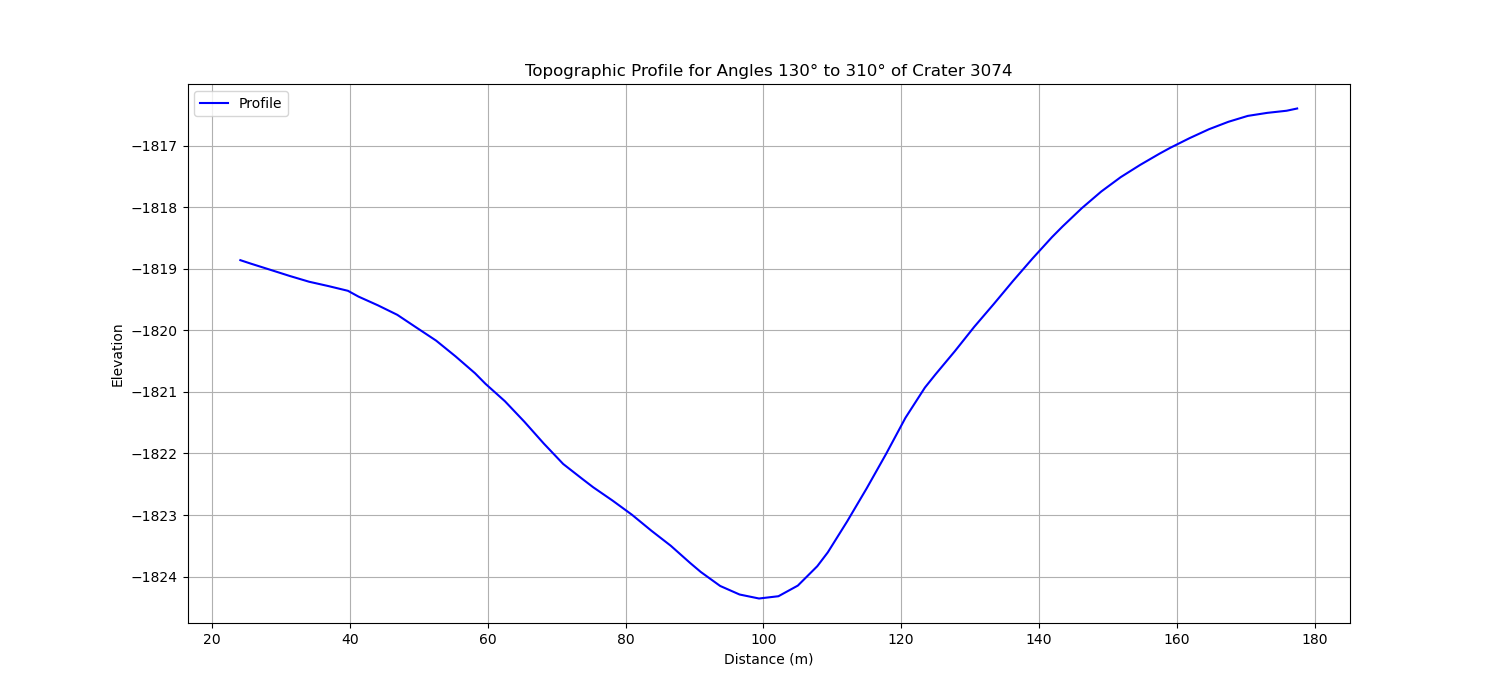 Topographic Profile for Angles 130° to 310° of Crater 3074
Profile
−1817
−1818
−1819
−1820
−1821
−1822
−1823
−1824
Elevation
20 40 60 80 100 120 140 160 180
Distance (m)